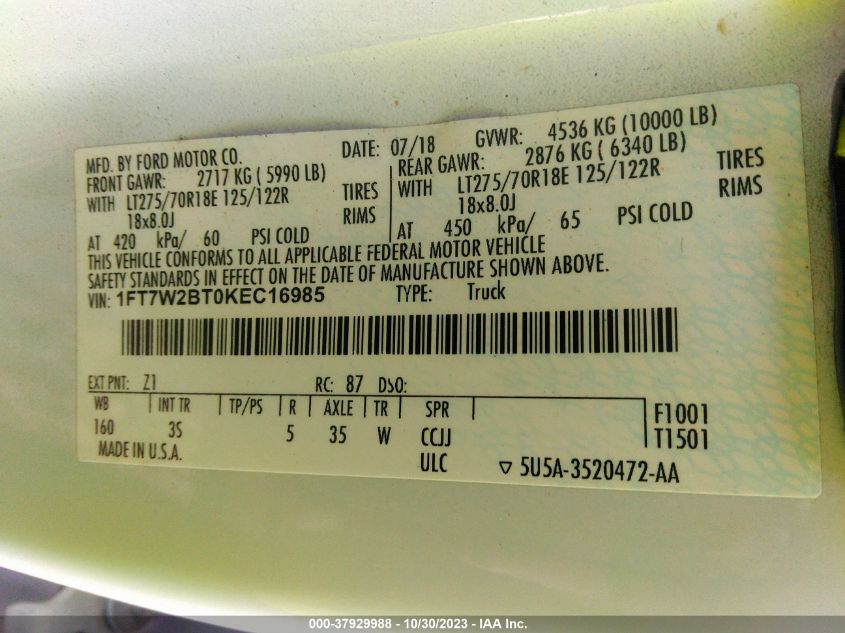 MFD. BY FORD MOTOR CO. DATE: 07/18 GVWR: 4536 KG (10000 LB)
FRONT GAWR: 2717 KG ( 5990 LB) REAR GAWR: 2876 KG ( 6340 LB)
WITH LT275/70R18E 125/122R TIRES WITH LT275/70R18E 125/122R TIRES
18x8.0J RIMS 18x8.0J RIMS
AT 420 kPa/ 60 PSI COLD AT 450 kPa/ 65 PSI COLD
THIS VEHICLE CONFORMS TO ALL APPLICABLE FEDERAL MOTOR VEHICLE
SAFETY STANDARDS IN EFFECT ON THE DATE OF MANUFACTURE SHOWN ABOVE.
VIN: 1FT7W2BT0KEC16985 TYPE: Truck
EXT PNT: Z1 RC: 87 DSO:
WB INT TR TP/PS R AXLE TR SPR F1001
160 3S 5 35 W CCJJ T1501
MADE IN U.S.A. ULC ▽ 5U5A-3520472-AA
000-37929988 - 10/30/2023 - IAA Inc.